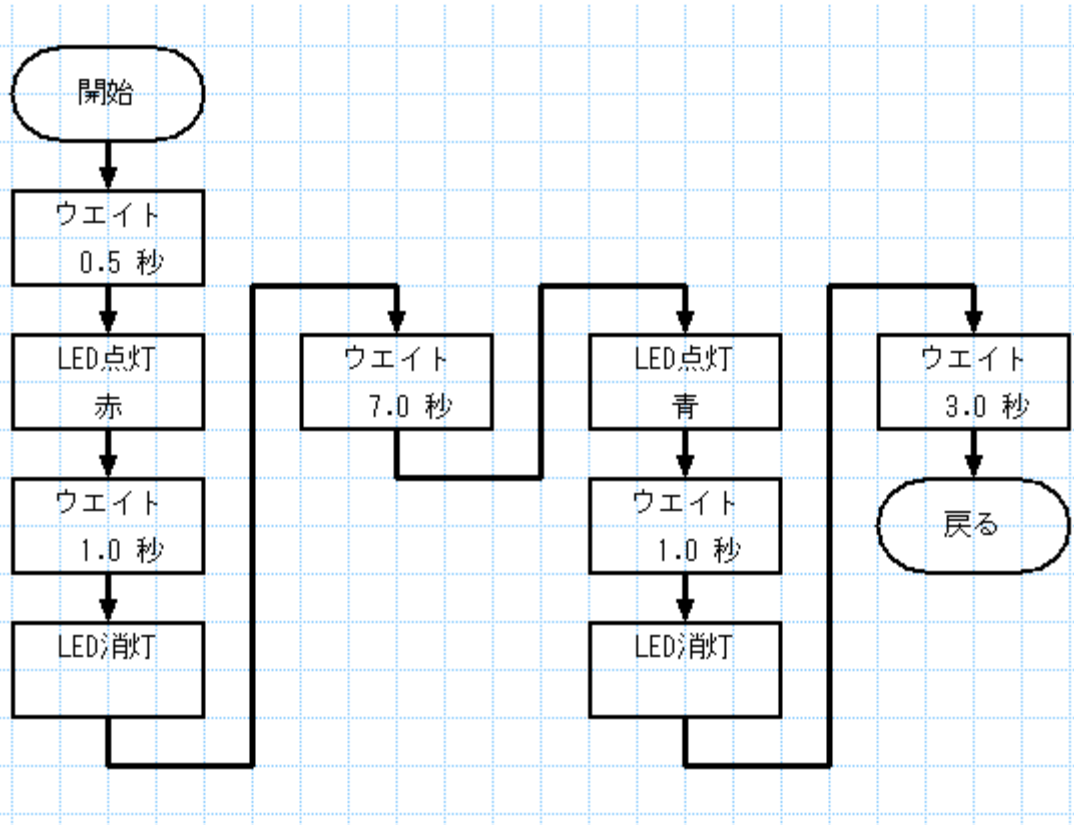 開始
ウエイト
0.5 秒
LED点灯
赤
ウエイト
1.0 秒
LED消灯
ウエイト
7.0 秒
LED点灯
青
ウエイト
1.0 秒
LED消灯
ウエイト
3.0 秒
戻る